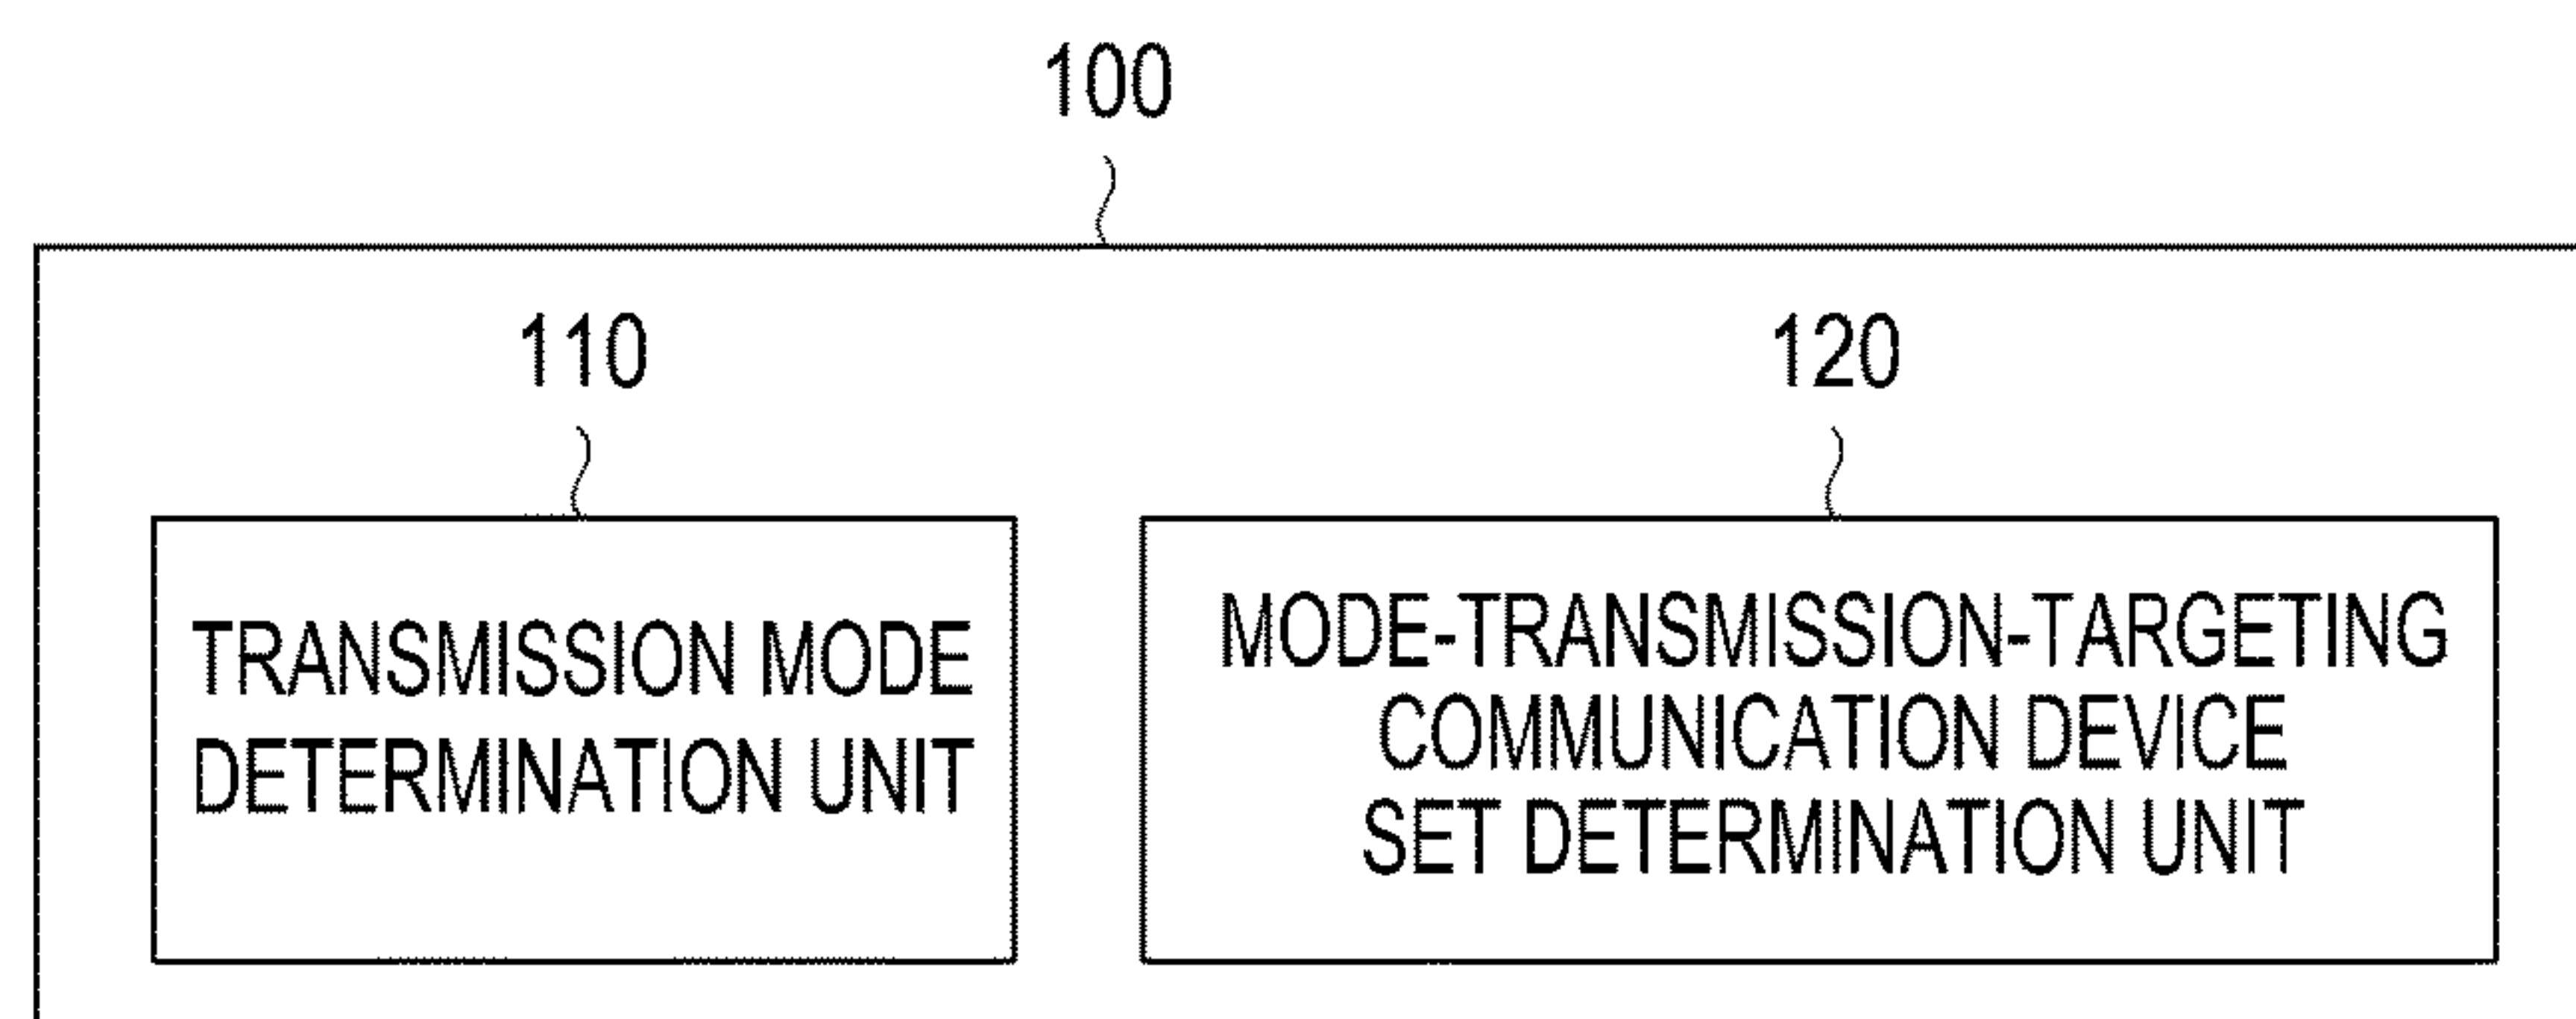 100
110
120
TRANSMISSION MODE
DETERMINATION UNIT
MODE-TRANSMISSION-TARGETING
COMMUNICATION DEVICE
SET DETERMINATION UNIT